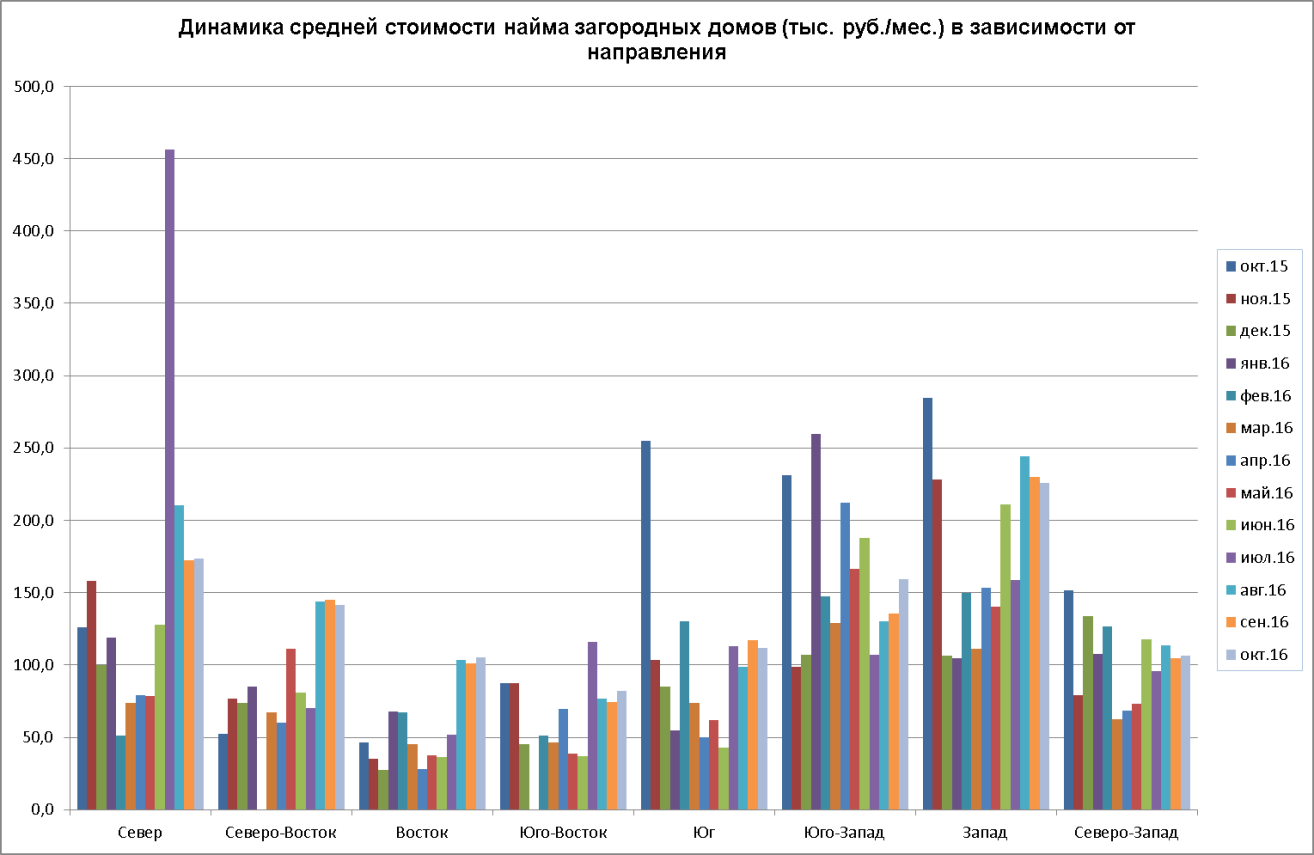 Динамика средней стоимости найма загородных домов (тыс. руб./мес.) в зависимости от
направления
500,0
450,0
400,0
350,0
300,0
250,0
200,0
150,0
100,0
50,0
0,0
Север
Северо-Восток
Восток
Юго-Восток
Юг
Юго-Запад
Запад
Северо-Запад
окт.15
ноя.15
дек.15
янв.16
фев.16
мар.16
апр.16
май.16
июн.16
июл.16
авг.16
сен.16
окт.16